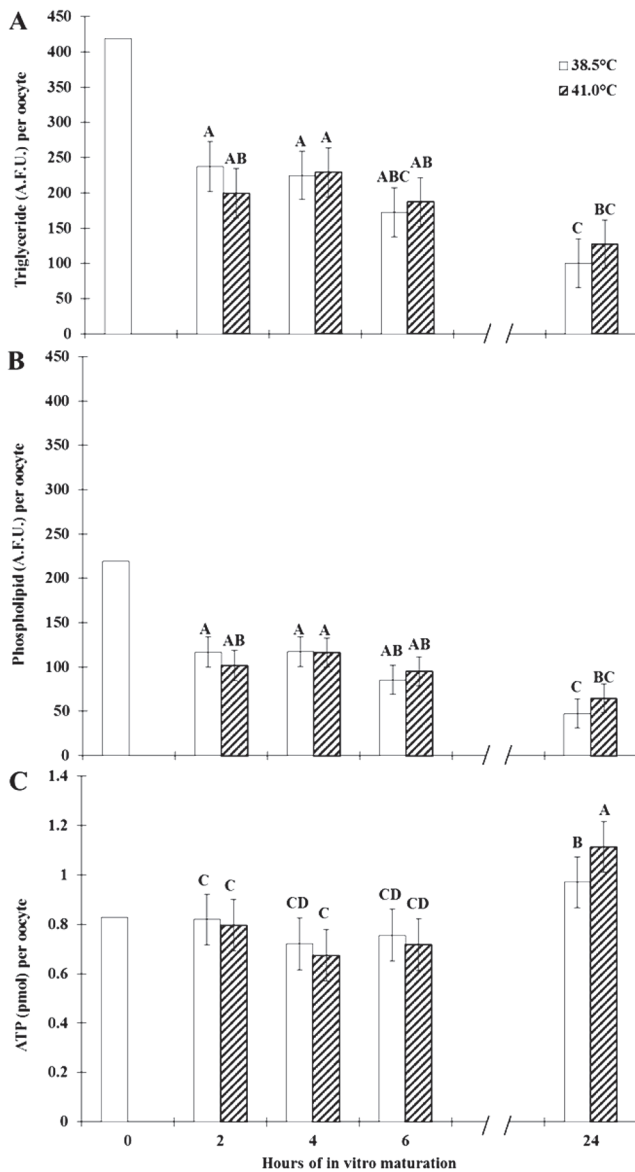 A
450
400
350
300
250
200
150
100
50
0
Triglyceride (A.F.U.) per oocyte
38.5°C
41.0°C
A
AB
A
A
ABC
AB
C
BC
B
450
400
350
300
250
200
150
100
50
0
Phospholipid (A.F.U.) per oocyte
A
AB
A
A
AB
AB
C
BC
C
1.4
1.2
1
0.8
0.6
0.4
0.2
0
ATP (pmol) per oocyte
C
C
CD
C
CD
CD
B
A
0
2
4
6
24
Hours of in vitro maturation